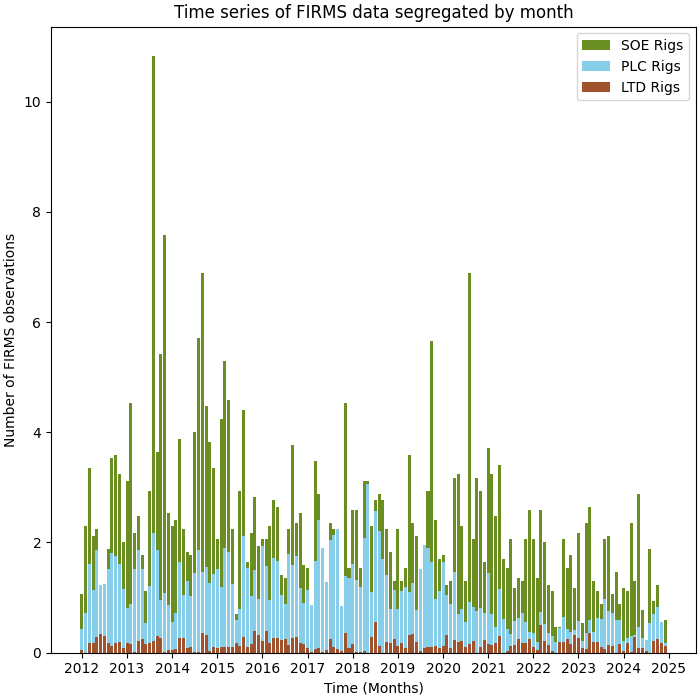 Time series of FIRMS data segregated by month
SOE Rigs
PLC Rigs
LTD Rigs
Number of FIRMS observations
10
8
6
4
2
0
2012 2013 2014 2015 2016 2017 2018 2019 2020 2021 2022 2023 2024 2025
Time (Months)